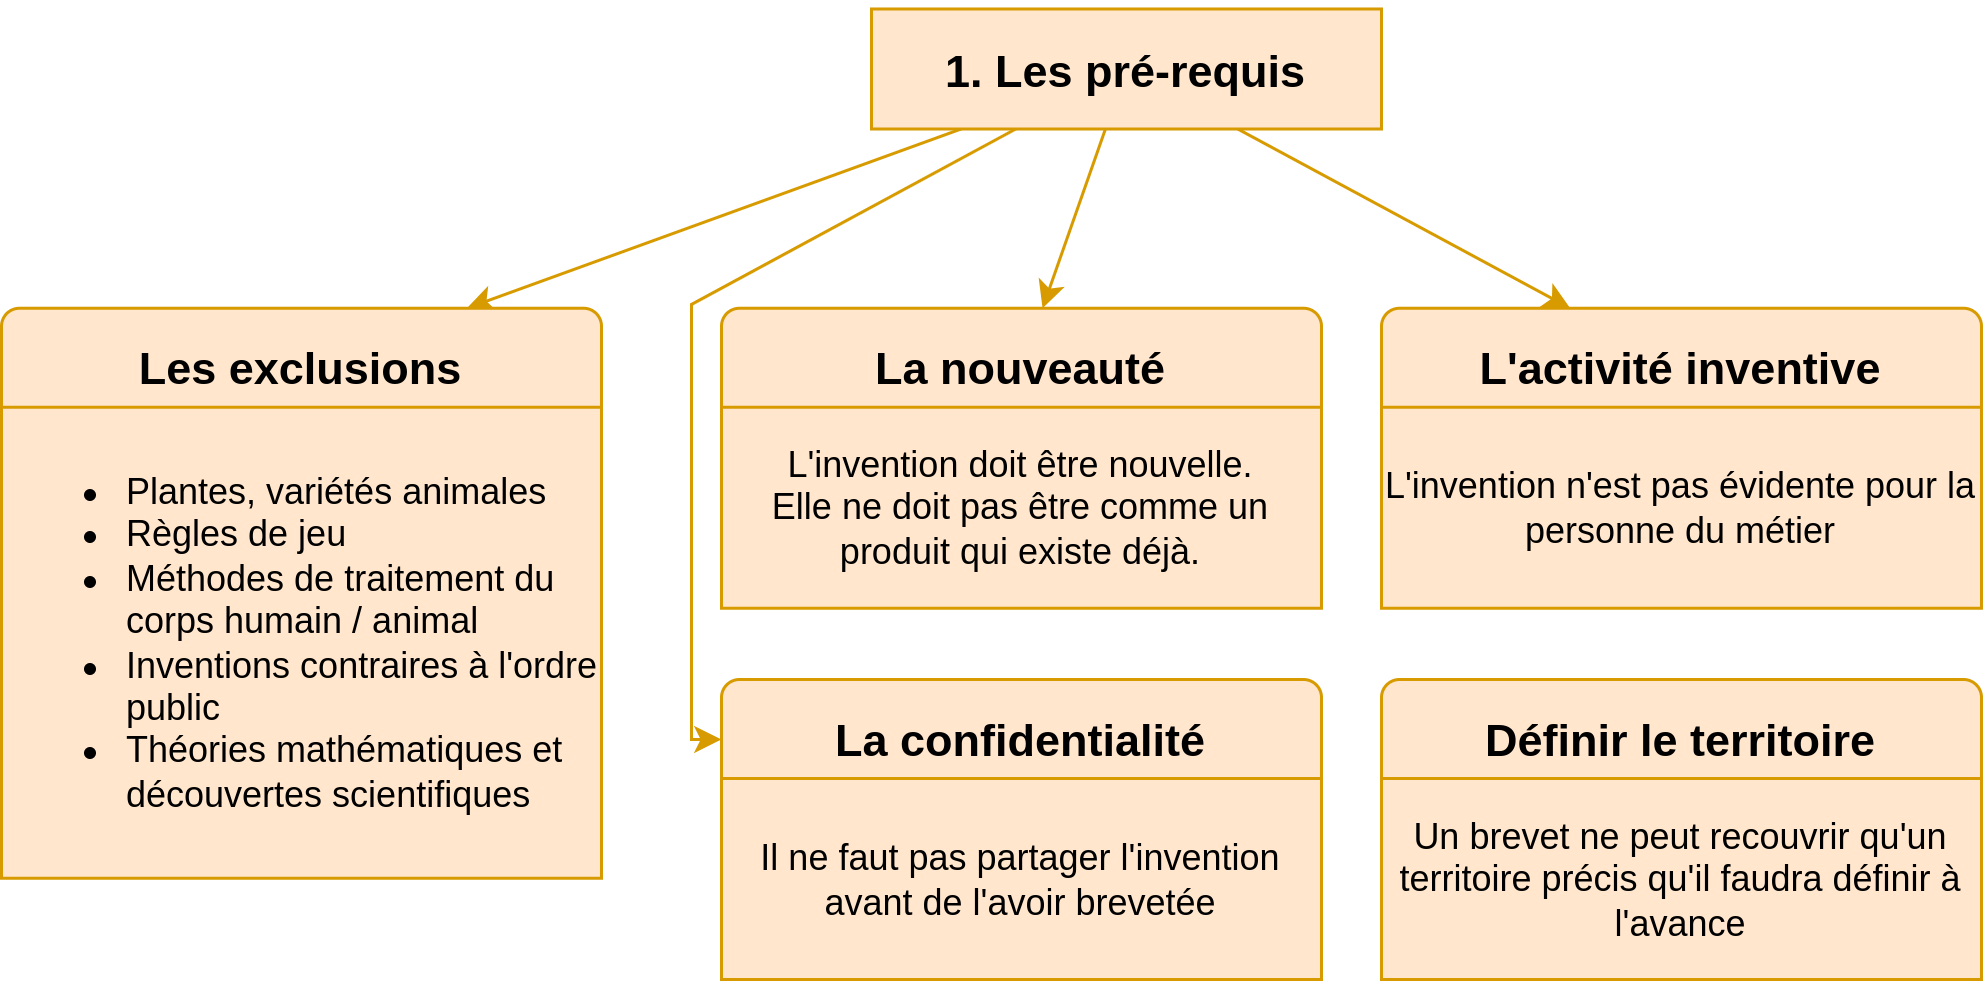 1. Les pré-requis
Les exclusions
• Plantes, variétés animales
• Règles de jeu
• Méthodes de traitement du
corps humain / animal
• Inventions contraires à l'ordre
public
• Théories mathématiques et
découvertes scientifiques
La nouveauté
L'invention doit être nouvelle.
Elle ne doit pas être comme un
produit qui existe déjà.
L'activité inventive
L'invention n'est pas évidente pour la
personne du métier
La confidentialité
Il ne faut pas partager l'invention
avant de l'avoir brevetée
Définir le territoire
Un brevet ne peut recouvrir qu'un
territoire précis qu'il faudra définir à
l'avance